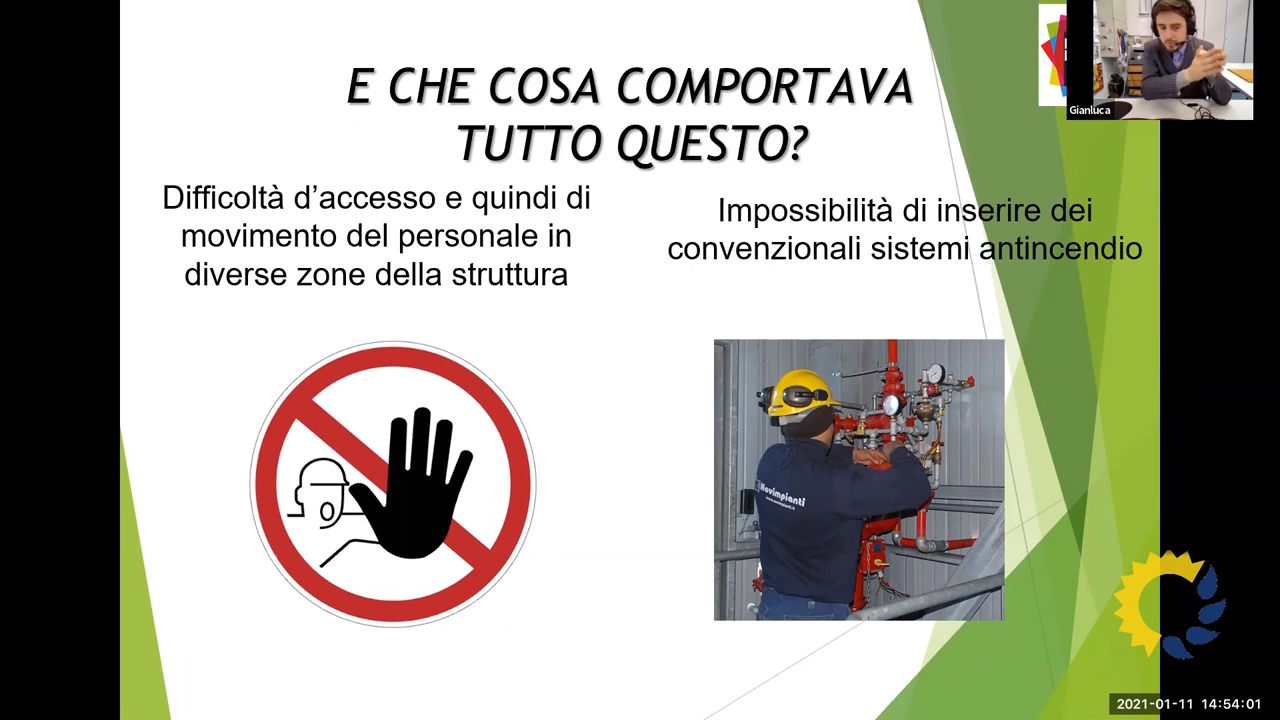 E CHE COSA COMPORTAVA
TUTTO QUESTO?
Difficoltà d’accesso e quindi di
movimento del personale in
diverse zone della struttura
Impossibilità di inserire dei
convenzionali sistemi antincendio
Gianluca
Novimpianti
2021-01-11 14:54:01